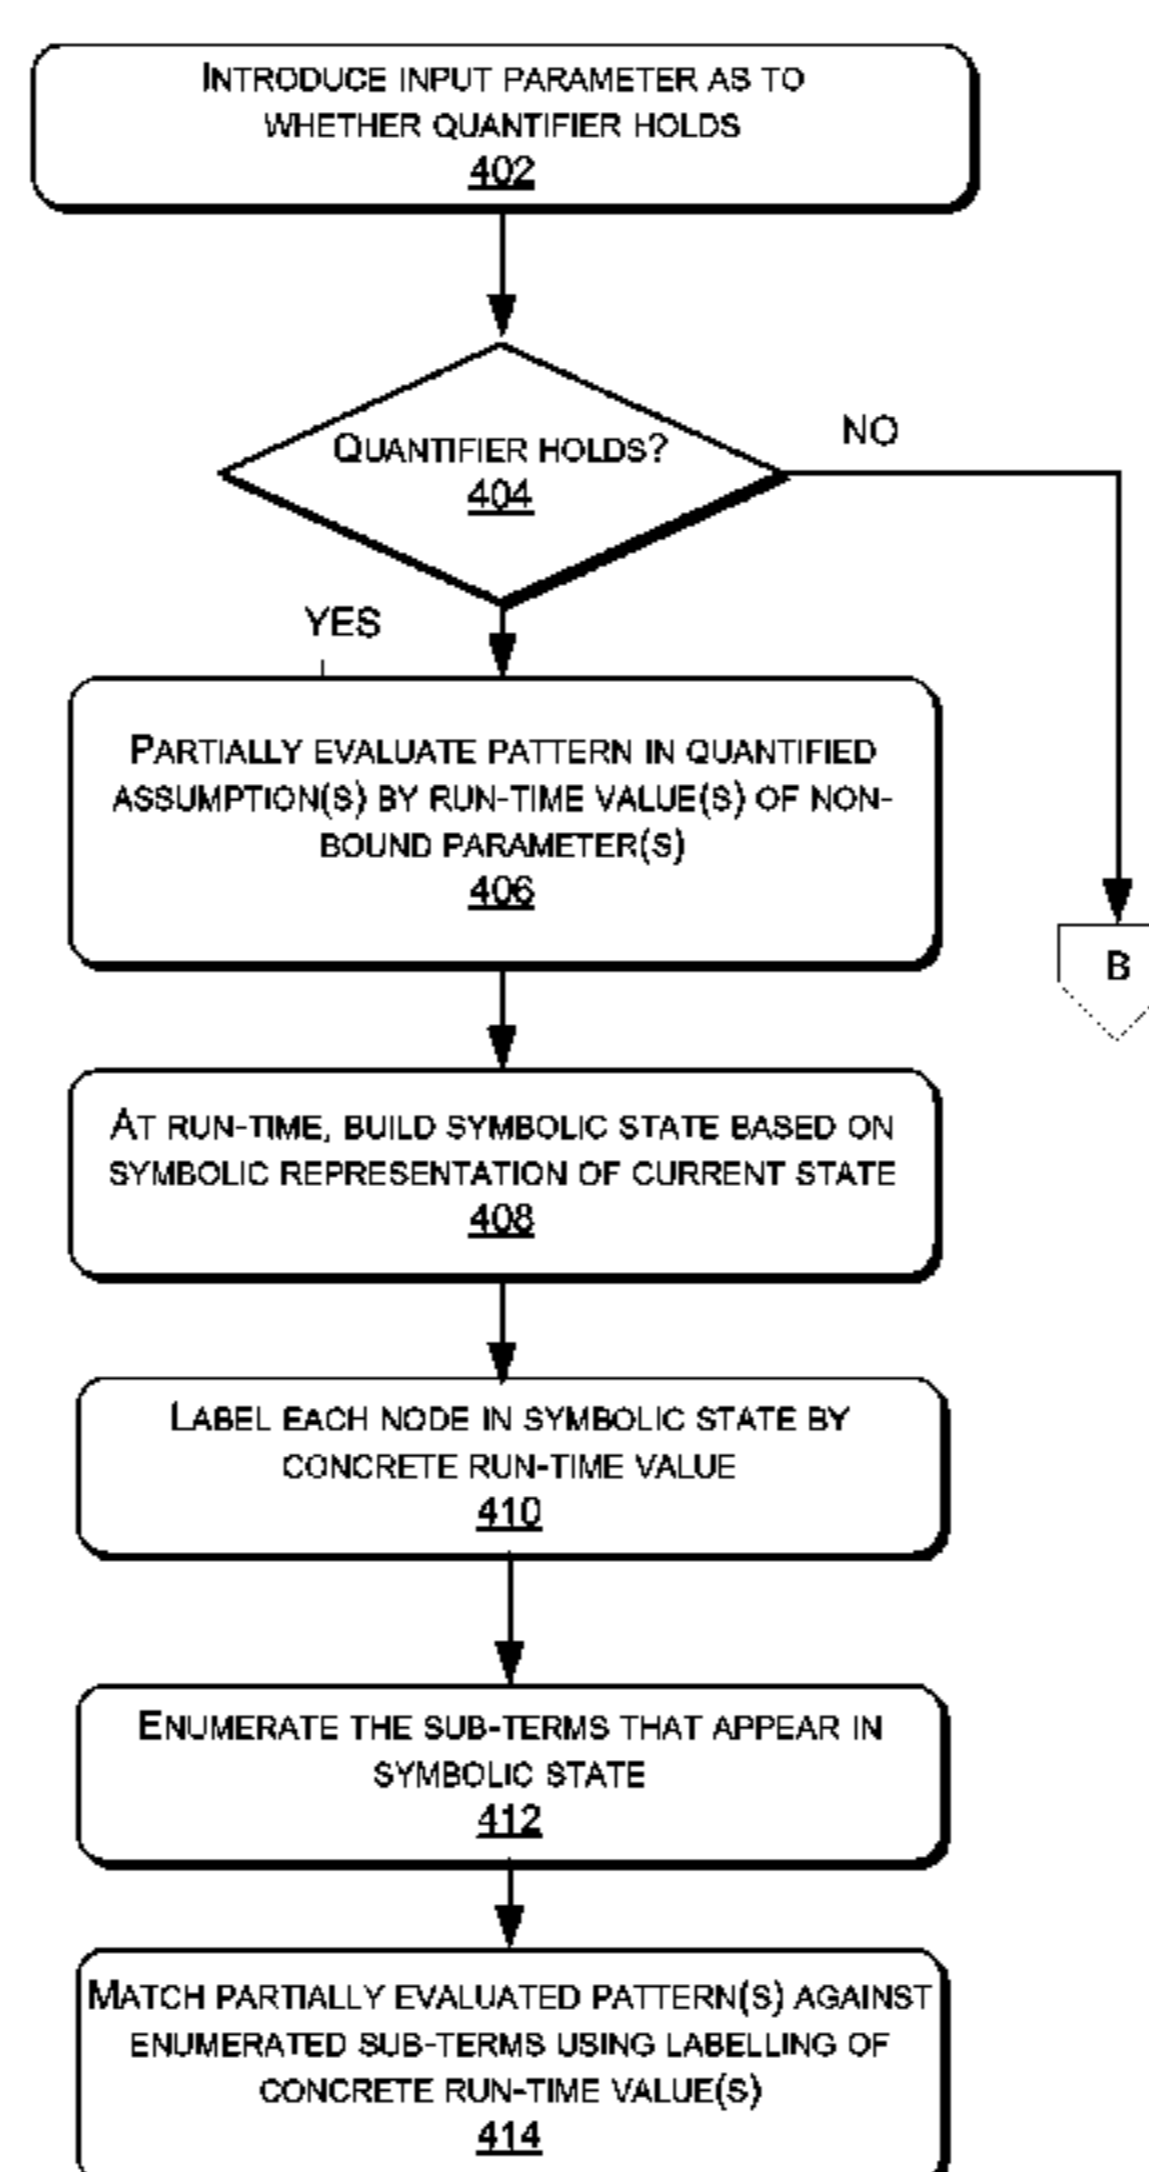 INTRODUCE INPUT PARAMETER AS TO
WHETHER QUANTIFIER HOLDS
402
QUANTIFIER HOLDS?
404
NO
YES
PARTIALLY EVALUATE PATTERN IN QUANTIFIED
ASSUMPTION(S) BY RUN-TIME VALUE(S) OF NON-
BOUND PARAMETER(S)
406
B
AT RUN-TIME, BUILD SYMBOLIC STATE BASED ON
SYMBOLIC REPRESENTATION OF CURRENT STATE
408
LABEL EACH NODE IN SYMBOLIC STATE BY
CONCRETE RUN-TIME VALUE
410
ENUMERATE THE SUB-TERMS THAT APPEAR IN
SYMBOLIC STATE
412
MATCH PARTIALLY EVALUATED PATTERN(S) AGAINST
ENUMERATED SUB-TERMS USING LABELLING OF
CONCRETE RUN-TIME VALUE(S)
414